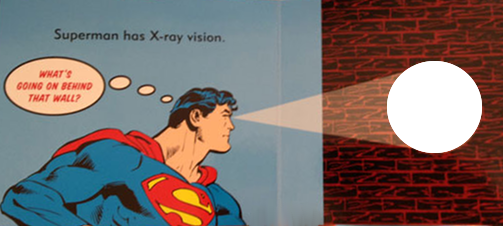 Superman has X-ray vision.
WHAT'S
GOING ON BEHIND
THAT WALL?